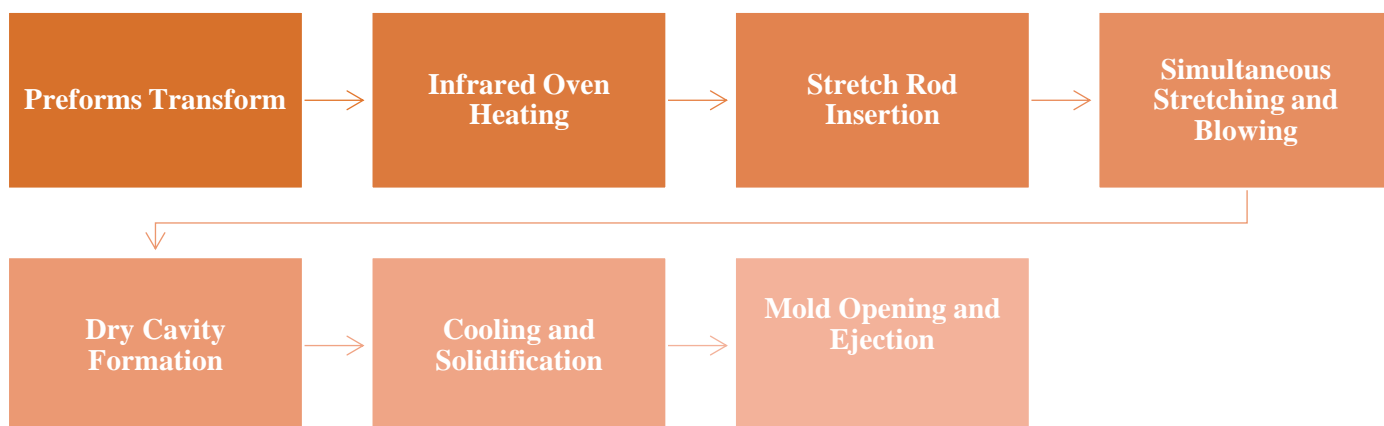 Preforms Transform
Infrared Oven
Heating
Stretch Rod
Insertion
Simultaneous
Stretching and
Blowing
Dry Cavity
Formation
Cooling and
Solidification
Mold Opening and
Ejection